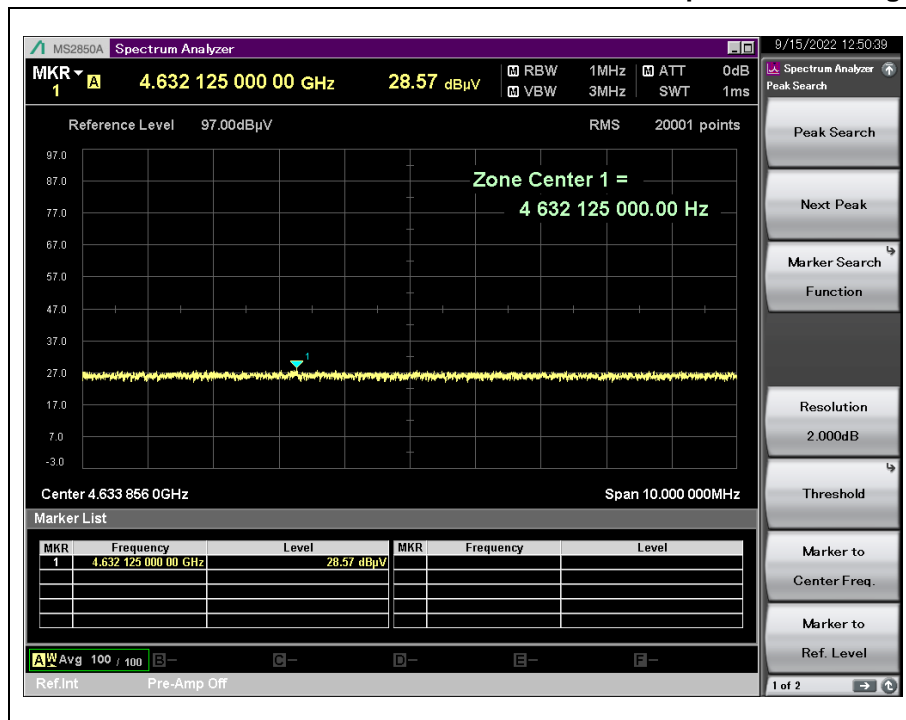 MS2850A Spectrum Analyzer 9/15/2022 12:50:39
MKR 1 A 4.632 125 000 00 GHz 28.57 dBµV
M RBW 1MHz M ATT 0dB
M VBW 3MHz SWT 1ms
Spectrum Analyzer
Peak Search
Reference Level 97.00dBµV RMS 20001 points
97.0
87.0
77.0
67.0
57.0
47.0
37.0
27.0
17.0
7.0
-3.0
Zone Center 1 =
4 632 125 000.00 Hz
1
Center 4.633 856 0GHz Span 10.000 000MHz
Marker List
MKR Frequency Level MKR Frequency Level
1 4.632 125 000 00 GHz 28.57 dBµV
A W Avg 100 / 100 B- C- D- E- F-
Ref.Int Pre-Amp Off
Peak Search
Next Peak
Marker Search
Function
Resolution
2.000dB
Threshold
Marker to
Center Freq.
Marker to
Ref. Level
1 of 2